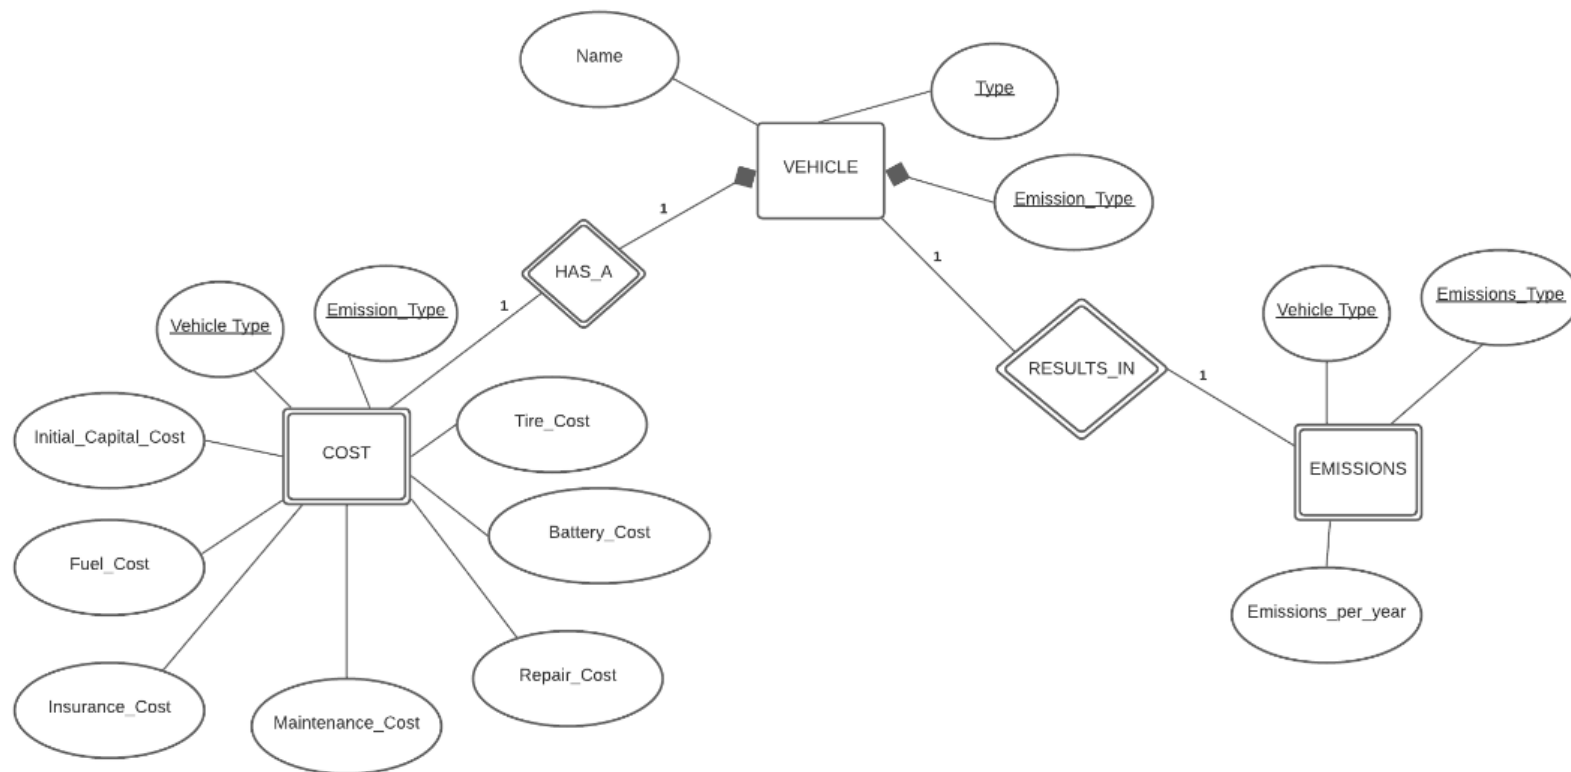 Name
Type
VEHICLE
Emission_Type
1
1
HAS_A
1
Emission_Type
Vehicle Type
Emissions_Type
Vehicle Type
1
RESULTS_IN
1
Tire_Cost
Initial_Capital_Cost
COST
EMISSIONS
Battery_Cost
Fuel_Cost
Emissions_per_year
Repair_Cost
Insurance_Cost
Maintenance_Cost